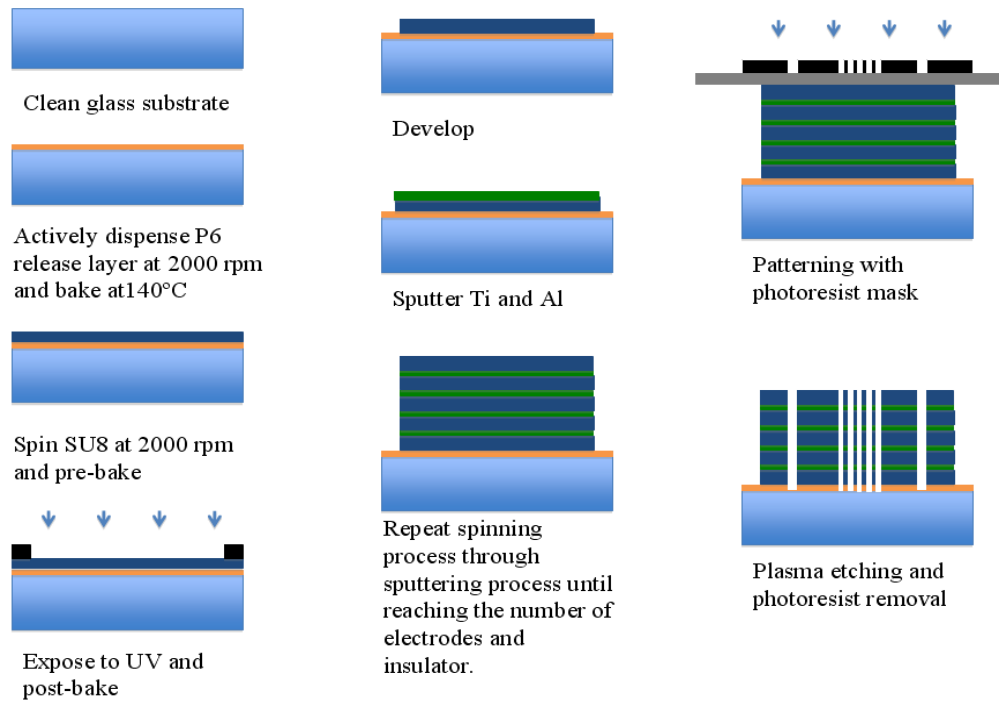 Clean glass substrate
Actively dispense P6
release layer at 2000 rpm
and bake at140°C
Spin SU8 at 2000 rpm
and pre-bake
Expose to UV and
post-bake
Develop
Sputter Ti and Al
Repeat spinning
process through
sputtering process until
reaching the number of
electrodes and
insulator.
Patterning with
photoresist mask
Plasma etching and
photoresist removal